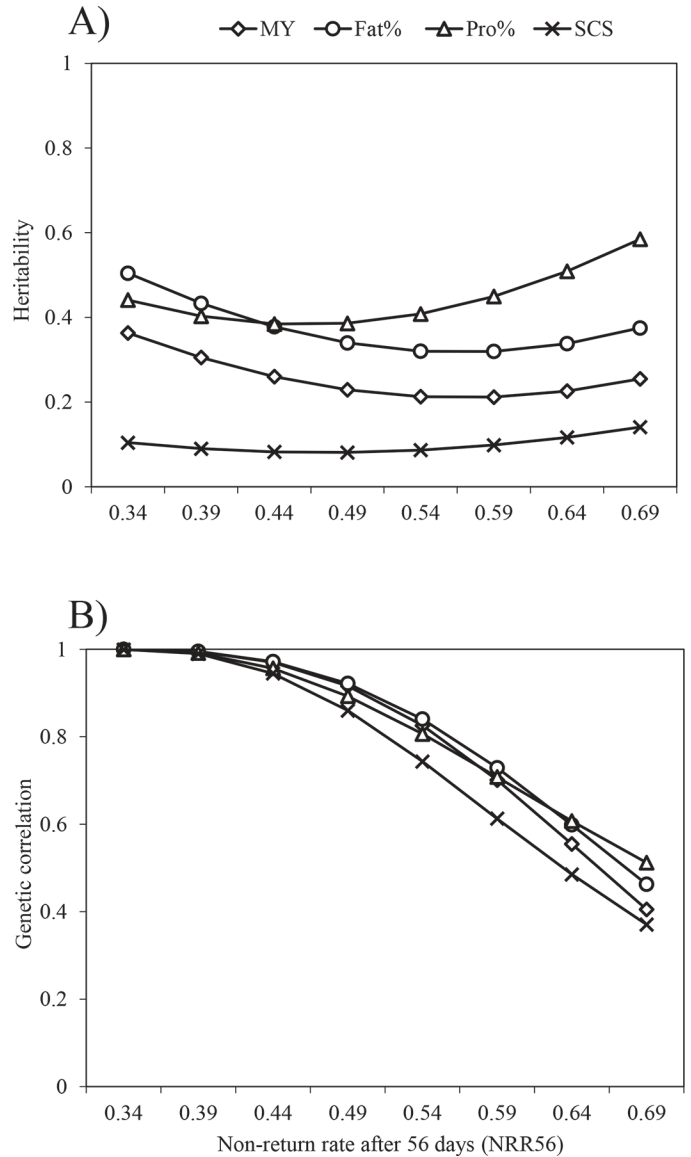 A)
MY Fat% Pro% SCS
1
0.8
0.6
0.4
0.2
0
Heritability
0.34 0.39 0.44 0.49 0.54 0.59 0.64 0.69
B)
1
0.8
0.6
0.4
0.2
0
Genetic correlation
0.34 0.39 0.44 0.49 0.54 0.59 0.64 0.69
Non-return rate after 56 days (NRR56)